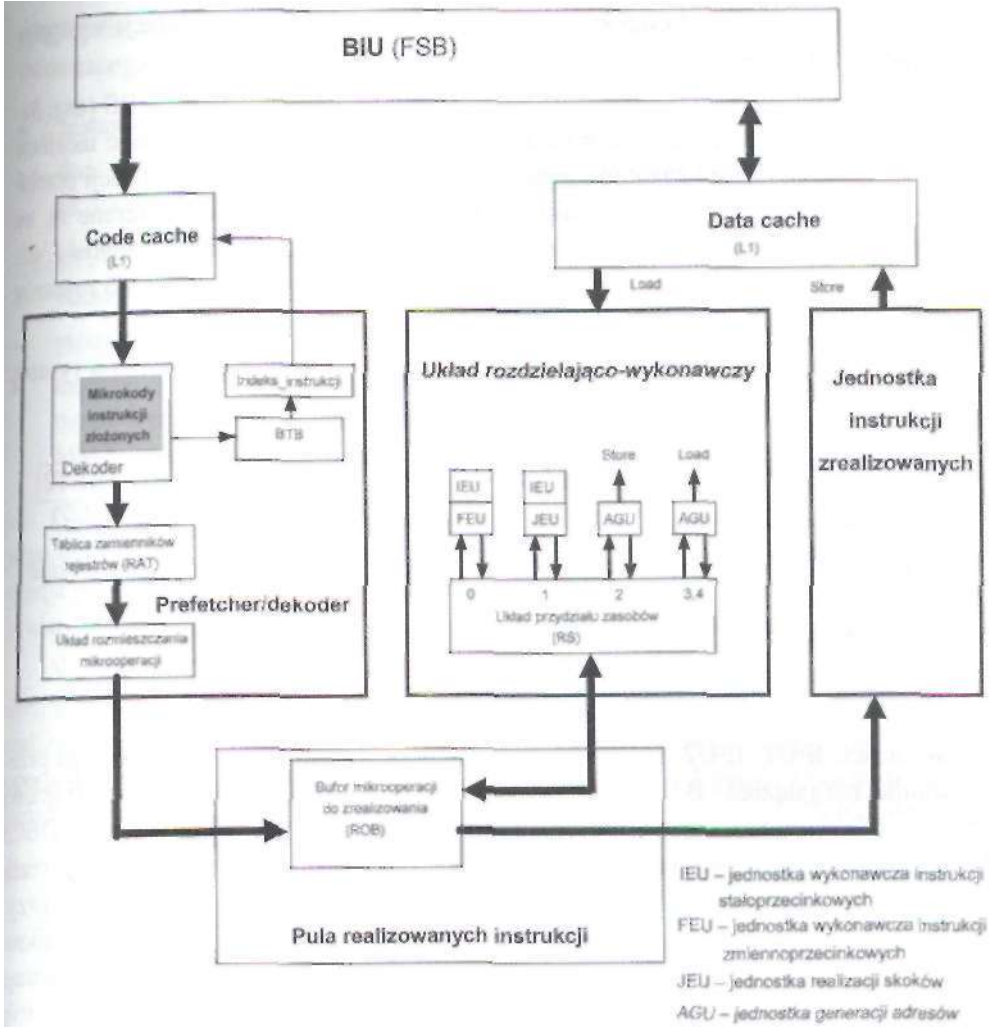 BIU (FSB)
Code cache
(L1)
Data cache
(L1)
Load
Store
Mikrokody
instrukcji
złożonych
Dekoder
Indeks_instrukcji
BTB
Tablica zamienników
rejestrów (RAT)
Prefetcher/dekoder
Układ rozmieszczania
mikrooperacji
Układ rozdzielająco-wykonawczy
Store
Load
IEU
IEU
FEU
JEU
AGU
AGU
0
1
2
3,4
Układ przydziału zasobów
(RS)
Jednostka
instrukcji
zrealizowanych
Bufor mikrooperacji
do zrealizowania
(ROB)
Pula realizowanych instrukcji
IEU – jednostka wykonawcza instrukcji
stałoprzecinkowych
FEU – jednostka wykonawcza instrukcji
zmiennoprzecinkowych
JEU – jednostka realizacji skoków
AGU – jednostka generacji adresów